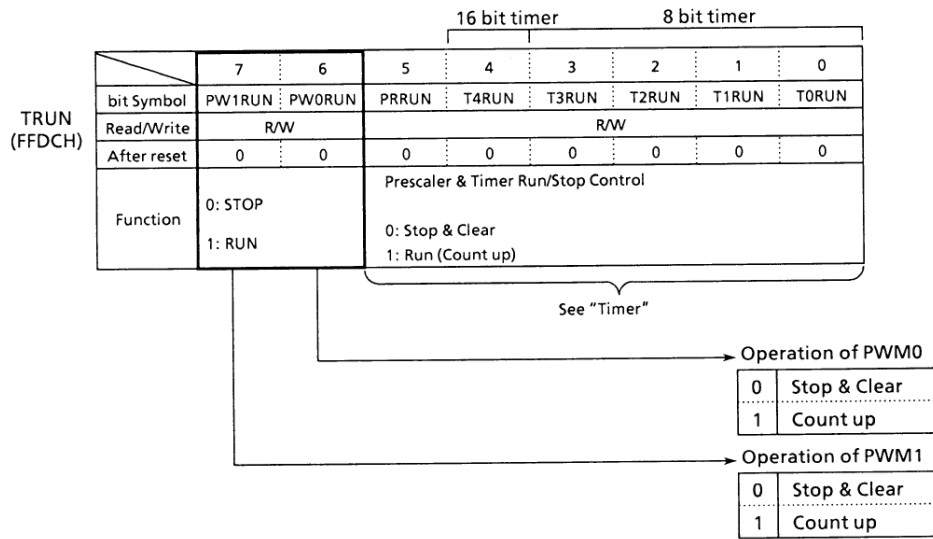 16 bit timer 8 bit timer
7 6 5 4 3 2 1 0
TRUN
(FFDCH)
bit Symbol PW1RUN PW0RUN PRRUN T4RUN T3RUN T2RUN T1RUN T0RUN
Read/Write R/W R/W
After reset 0 0 0 0 0 0 0 0
Function
0: STOP
1: RUN
Prescaler & Timer Run/Stop Control
0: Stop & Clear
1: Run (Count up)
See "Timer"
Operation of PWM0
0 Stop & Clear
1 Count up
Operation of PWM1
0 Stop & Clear
1 Count up